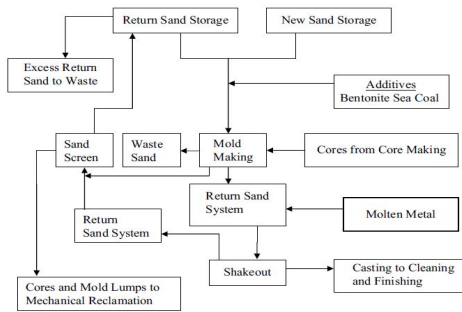 Return Sand Storage
New Sand Storage
Excess Return
Sand to Waste
Additives
Bentonite Sea Coal
Sand
Screen
Waste
Sand
Mold
Making
Cores from Core Making
Return Sand
System
Molten Metal
Return
Sand System
Shakeout
Casting to Cleaning
and Finishing
Cores and Mold Lumps to
Mechanical Reclamation